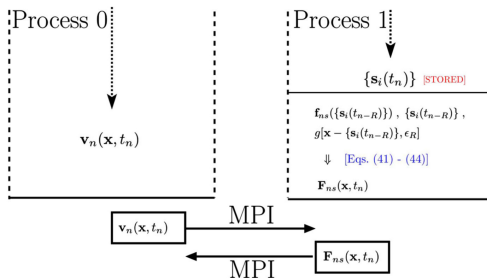 Process 0
v_n(x, t_n)
Process 1
{s_i(t_n)} [STORED]
f_ns({s_i(t_{n-R})}) , {s_i(t_{n-R})} ,
g[x − {s_i(t_{n-R})}, ϵ_R]
⇓ [Eqs. (41) - (44)]
F_ns(x, t_n)
MPI
v_n(x, t_n)
F_ns(x, t_n)
MPI